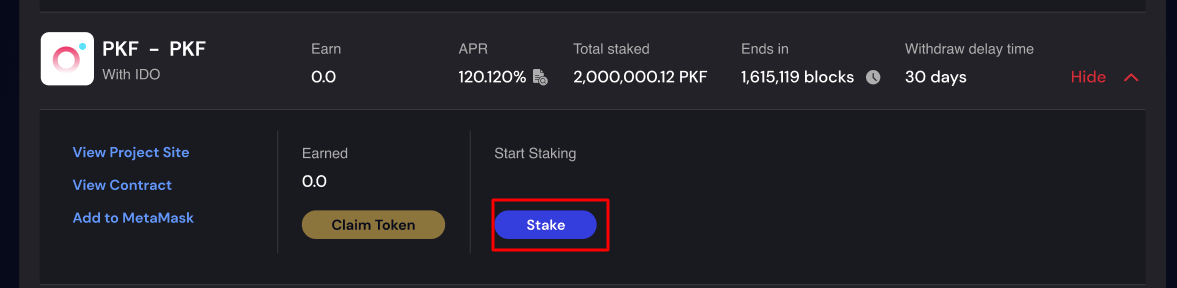 PKF - PKF
With IDO
Earn
0.0
APR
120.120%
Total staked
2,000,000.12 PKF
Ends in
1,615,119 blocks
Withdraw delay time
30 days
Hide
View Project Site
View Contract
Add to MetaMask
Earned
0.0
Claim Token
Start Staking
Stake